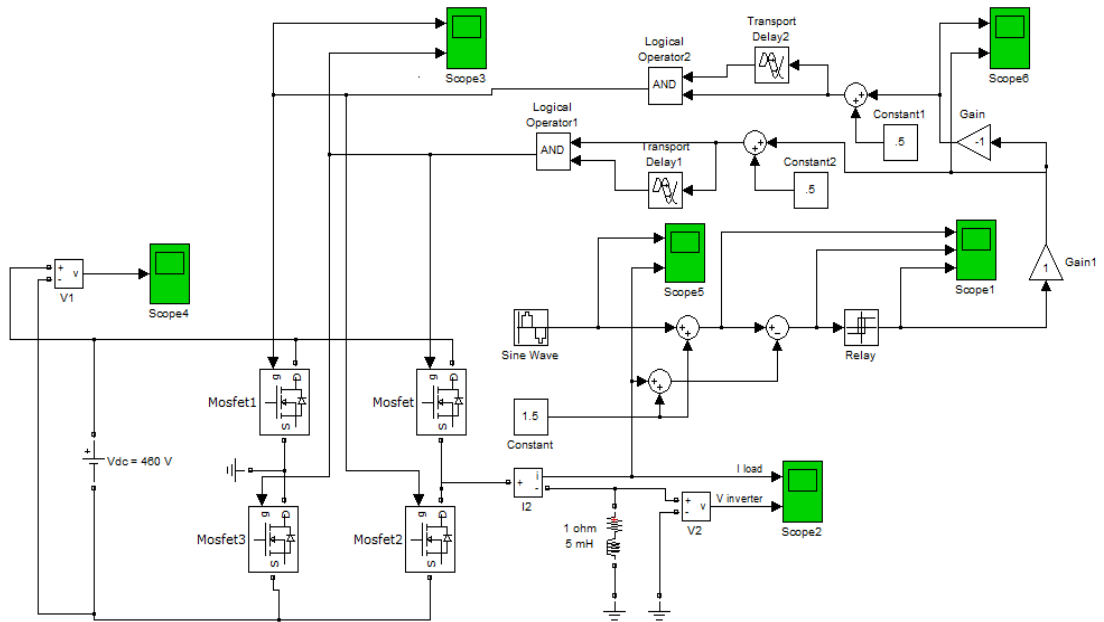 Scope3
Logical
Operator2
AND
Transport
Delay2
Scope6
Constant1
.5
Gain
-1
Logical
Operator1
AND
Transport
Delay1
Constant2
.5
+
-
v
V1
Scope4
Scope5
Scope1
1
Gain1
Sine Wave
Relay
1.5
Constant
Mosfet1
g
D
S
Mosfet
g
D
S
Vdc = 460 V
+
Mosfet3
g
D
S
Mosfet2
g
D
S
+
i
-
I2
I load
V inverter
1 ohm
5 mH
+
-
v
V2
Scope2